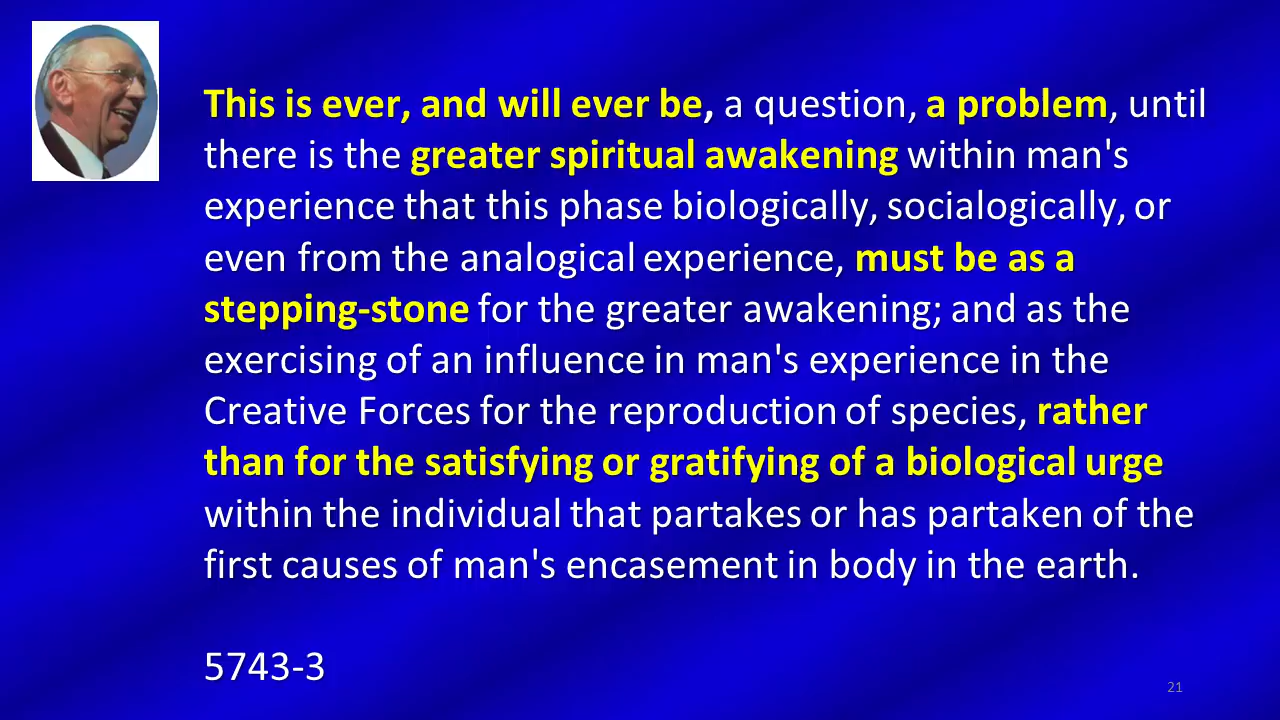 This is ever, and will ever be, a question, a problem, until
there is the greater spiritual awakening within man's
experience that this phase biologically, socialogically, or
even from the analogical experience, must be as a
stepping-stone for the greater awakening; and as the
exercising of an influence in man's experience in the
Creative Forces for the reproduction of species, rather
than for the satisfying or gratifying of a biological urge
within the individual that partakes or has partaken of the
first causes of man's encasement in body in the earth.
5743-3
21